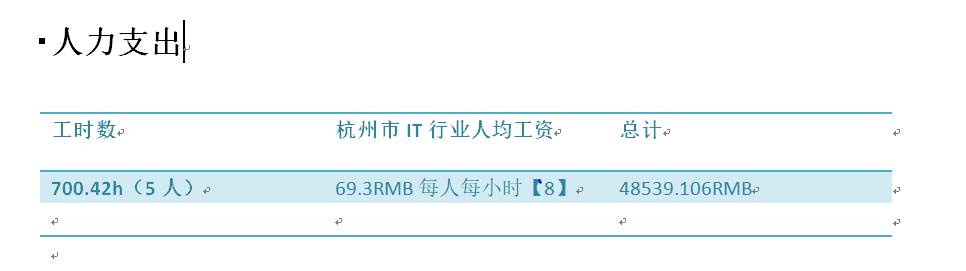 人力支出
工时数 杭州市 IT 行业人均工资 总计
700.42h（5 人） 69.3RMB 每人每小时【8】 48539.106RMB